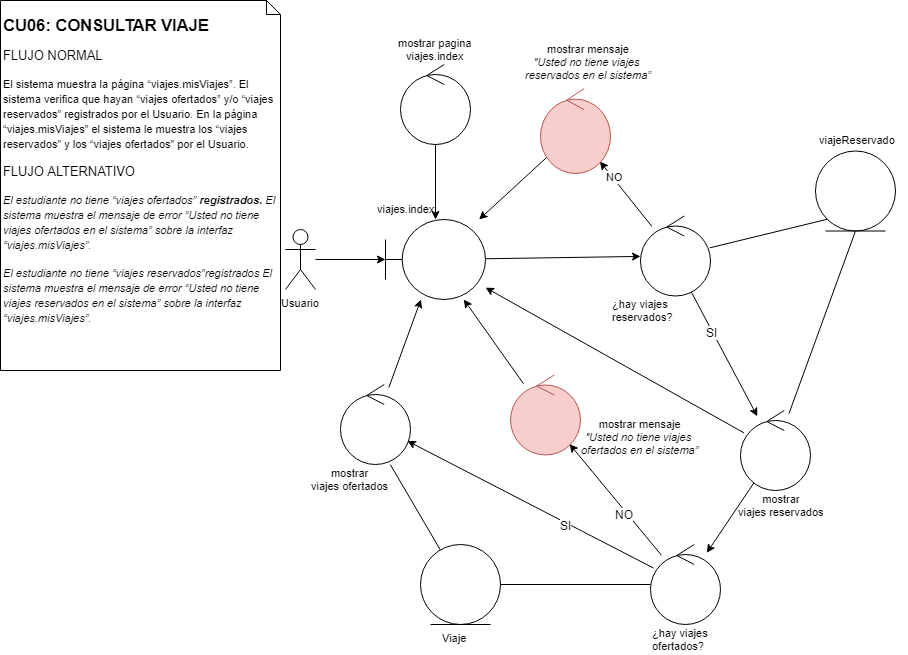 CU06: CONSULTAR VIAJE
FLUJO NORMAL
El sistema muestra la página “viajes.misViajes”. El
sistema verifica que hayan “viajes ofertados” y/o “viajes
reservados” registrados por el Usuario. En la página
“viajes.misViajes” el sistema le muestra los “viajes
reservados” y los “viajes ofertados” por el Usuario.
FLUJO ALTERNATIVO
El estudiante no tiene “viajes ofertados” registrados. El
sistema muestra el mensaje de error “Usted no tiene
viajes ofertados en el sistema” sobre la interfaz
“viajes.misViajes”.
El estudiante no tiene “viajes reservados”registrados El
sistema muestra el mensaje de error “Usted no tiene
viajes reservados en el sistema” sobre la interfaz
“viajes.misViajes”.
mostrar pagina
viajes.index
mostrar mensaje
"Usted no tiene viajes
reservados en el sistema”
viajeReservado
NO
viajes.index
Usuario
¿hay viajes
reservados?
SI
mostrar mensaje
"Usted no tiene viajes
ofertados en el sistema”
mostrar
viajes ofertados
mostrar
viajes reservados
NO
SI
Viaje
¿hay viajes
ofertados?